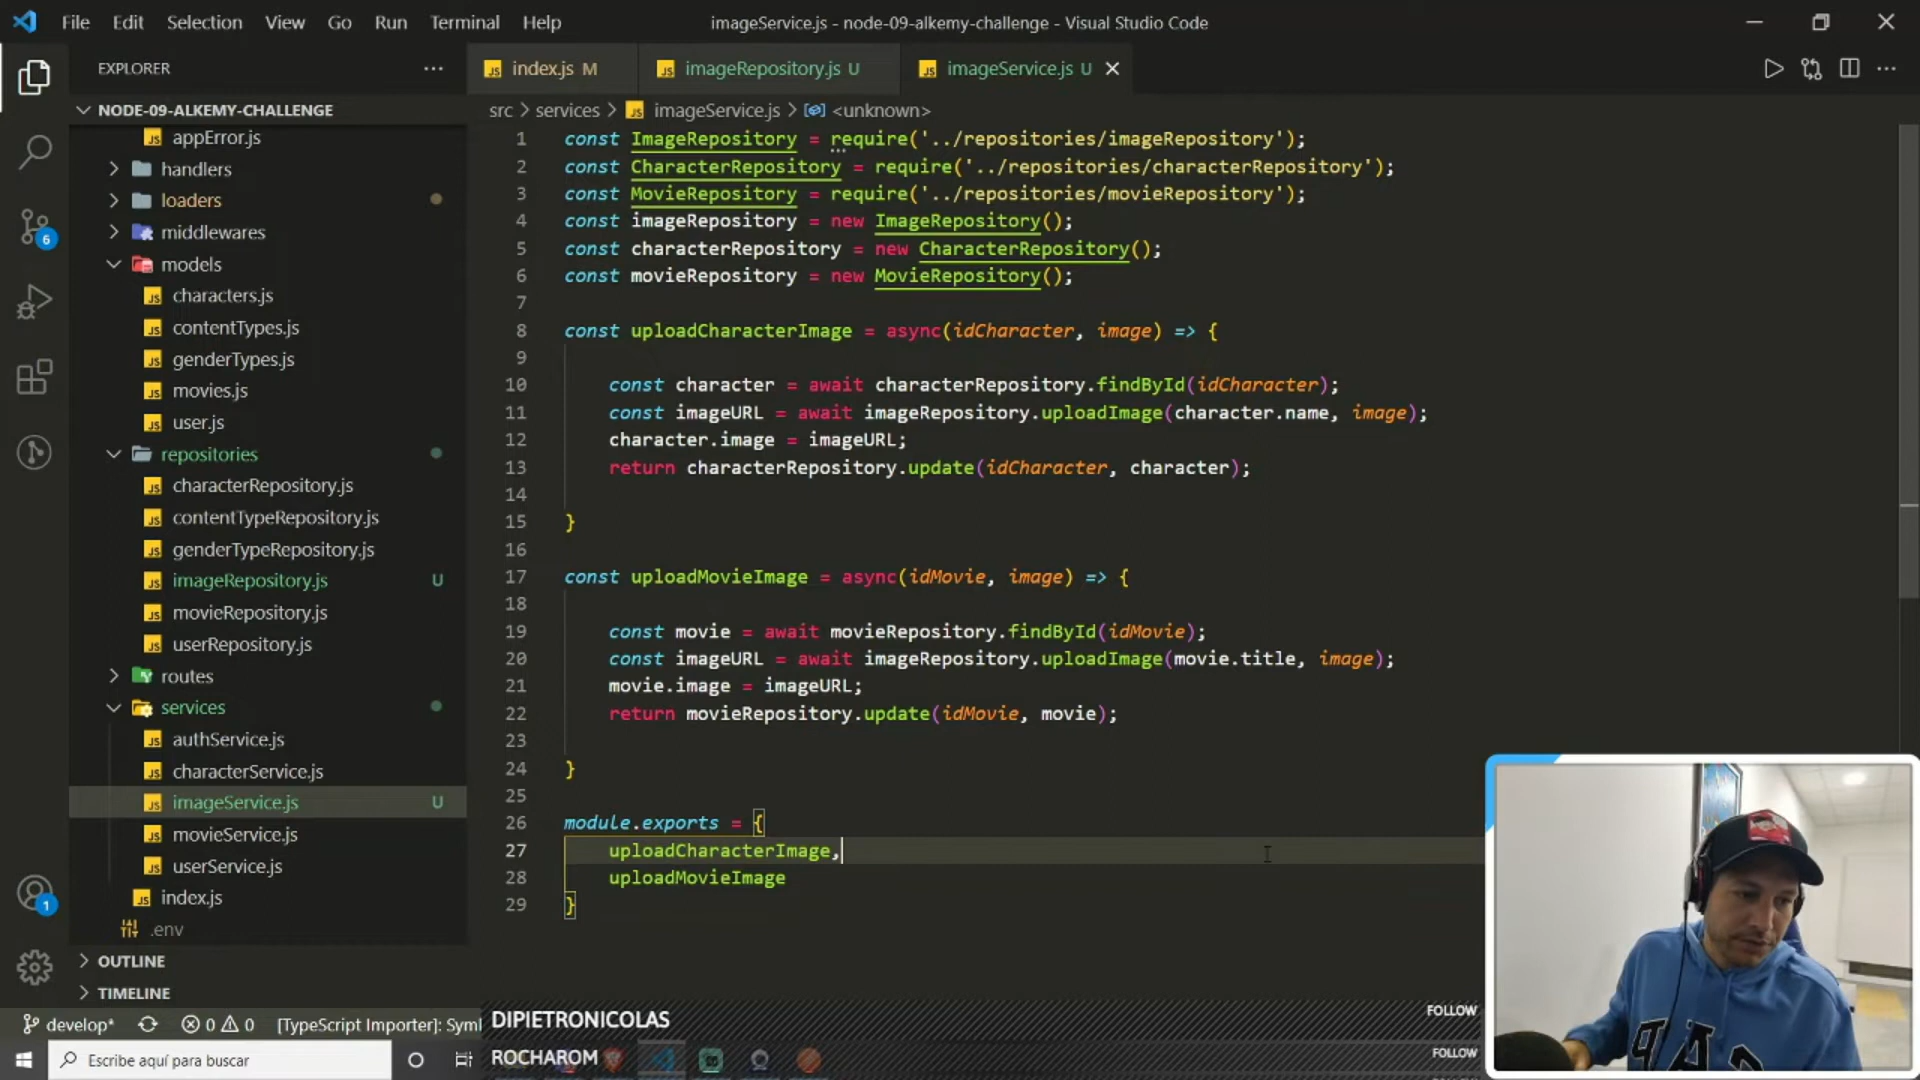 File Edit Selection View Go Run Terminal Help
imageService.js - node-09-alkemy-challenge - Visual Studio Code
EXPLORER
NODE-09-ALKEMY-CHALLENGE
appError.js
handlers
loaders
middlewares
models
characters.js
contentTypes.js
genderTypes.js
movies.js
user.js
repositories
characterRepository.js
contentTypeRepository.js
genderTypeRepository.js
imageRepository.js U
movieRepository.js
userRepository.js
routes
services
authService.js
characterService.js
imageService.js U
movieService.js
userService.js
index.js
.env
OUTLINE
TIMELINE
6
1
index.js M
imageRepository.js U
imageService.js U
src > services > imageService.js > <unknown>
1 const ImageRepository = require('../repositories/imageRepository');
2 const CharacterRepository = require('../repositories/characterRepository');
3 const MovieRepository = require('../repositories/movieRepository');
4 const imageRepository = new ImageRepository();
5 const characterRepository = new CharacterRepository();
6 const movieRepository = new MovieRepository();
7
8 const uploadCharacterImage = async(idCharacter, image) => {
9
10 const character = await characterRepository.findById(idCharacter);
11 const imageURL = await imageRepository.uploadImage(character.name, image);
12 character.image = imageURL;
13 return characterRepository.update(idCharacter, character);
14
15 }
16
17 const uploadMovieImage = async(idMovie, image) => {
18
19 const movie = await movieRepository.findById(idMovie);
20 const imageURL = await imageRepository.uploadImage(movie.title, image);
21 movie.image = imageURL;
22 return movieRepository.update(idMovie, movie);
23
24 }
25
26 module.exports = {
27 uploadCharacterImage,
28 uploadMovieImage
29 }
develop* 0 0 [TypeScript Importer]: Syml
DIPIETRONICOLAS FOLLOW
ROCHAROM FOLLOW
Escribe aquí para buscar